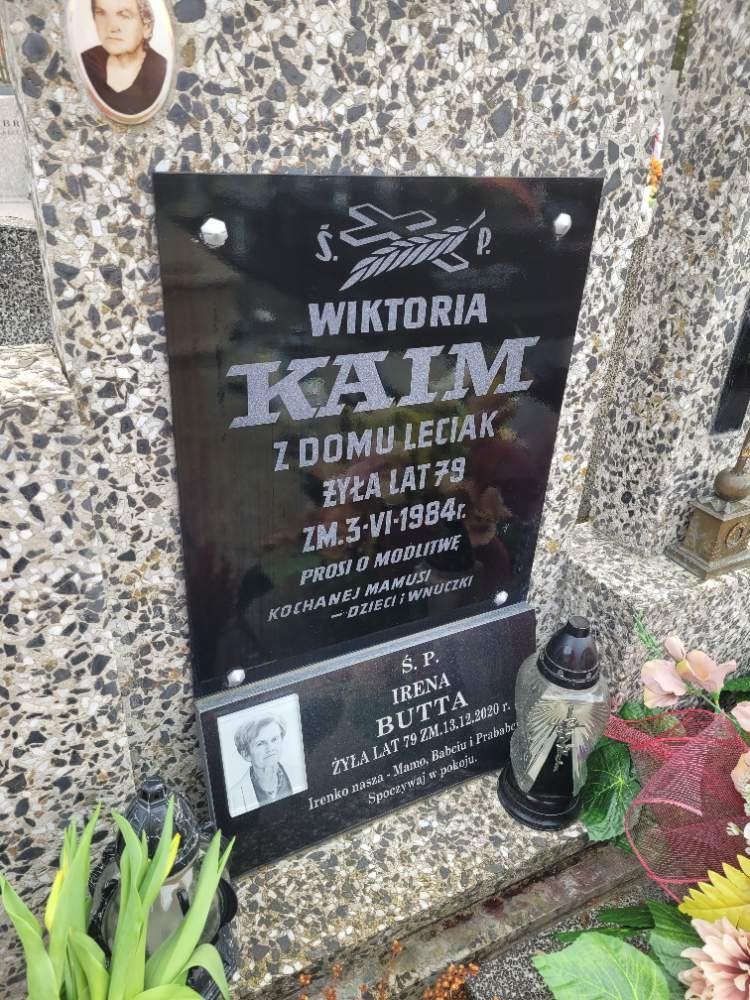 Ś. P.
WIKTORIA
KAIM
Z DOMU LECIAK
ŻYŁA LAT 79
ZM. 3-VI-1984r.
PROSI O MODLITWĘ
KOCHANEJ MAMUSI
– DZIECI i WNUCZKI
Ś. P.
IRENA
BUTTA
ŻYŁA LAT 79 ZM.13.12.2020 r.
Irenko nasza - Mamo, Babciu i Prababc
Spoczywaj w pokoju.